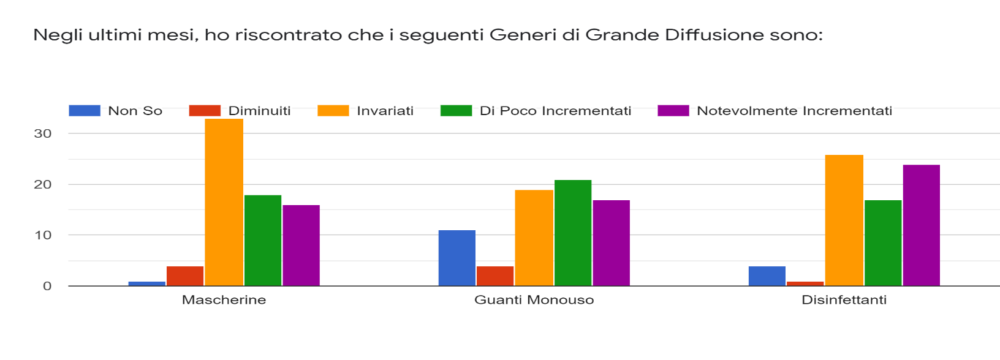 Negli ultimi mesi, ho riscontrato che i seguenti Generi di Grande Diffusione sono:
Non So Diminuiti Invariati Di Poco Incrementati Notevolmente Incrementati
30
20
10
0
Mascherine Guanti Monouso Disinfettanti